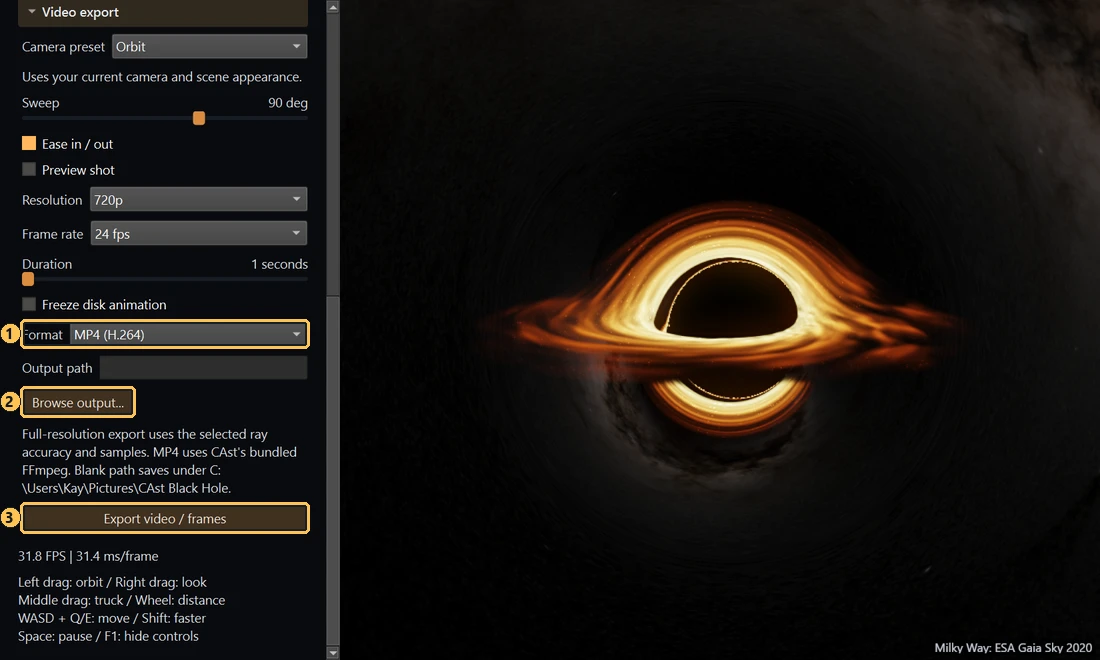 Video export
Camera preset Orbit
Uses your current camera and scene appearance.
Sweep 90 deg
Ease in / out
Preview shot
Resolution 720p
Frame rate 24 fps
Duration 1 seconds
Freeze disk animation
1 Format MP4 (H.264)
Output path
2 Browse output...
Full-resolution export uses the selected ray
accuracy and samples. MP4 uses CAst's bundled
FFmpeg. Blank path saves under C:
\Users\Kay\Pictures\CAst Black Hole.
3 Export video / frames
31.8 FPS | 31.4 ms/frame
Left drag: orbit / Right drag: look
Middle drag: truck / Wheel: distance
WASD + Q/E: move / Shift: faster
Space: pause / F1: hide controls
Milky Way: ESA Gaia Sky 2020